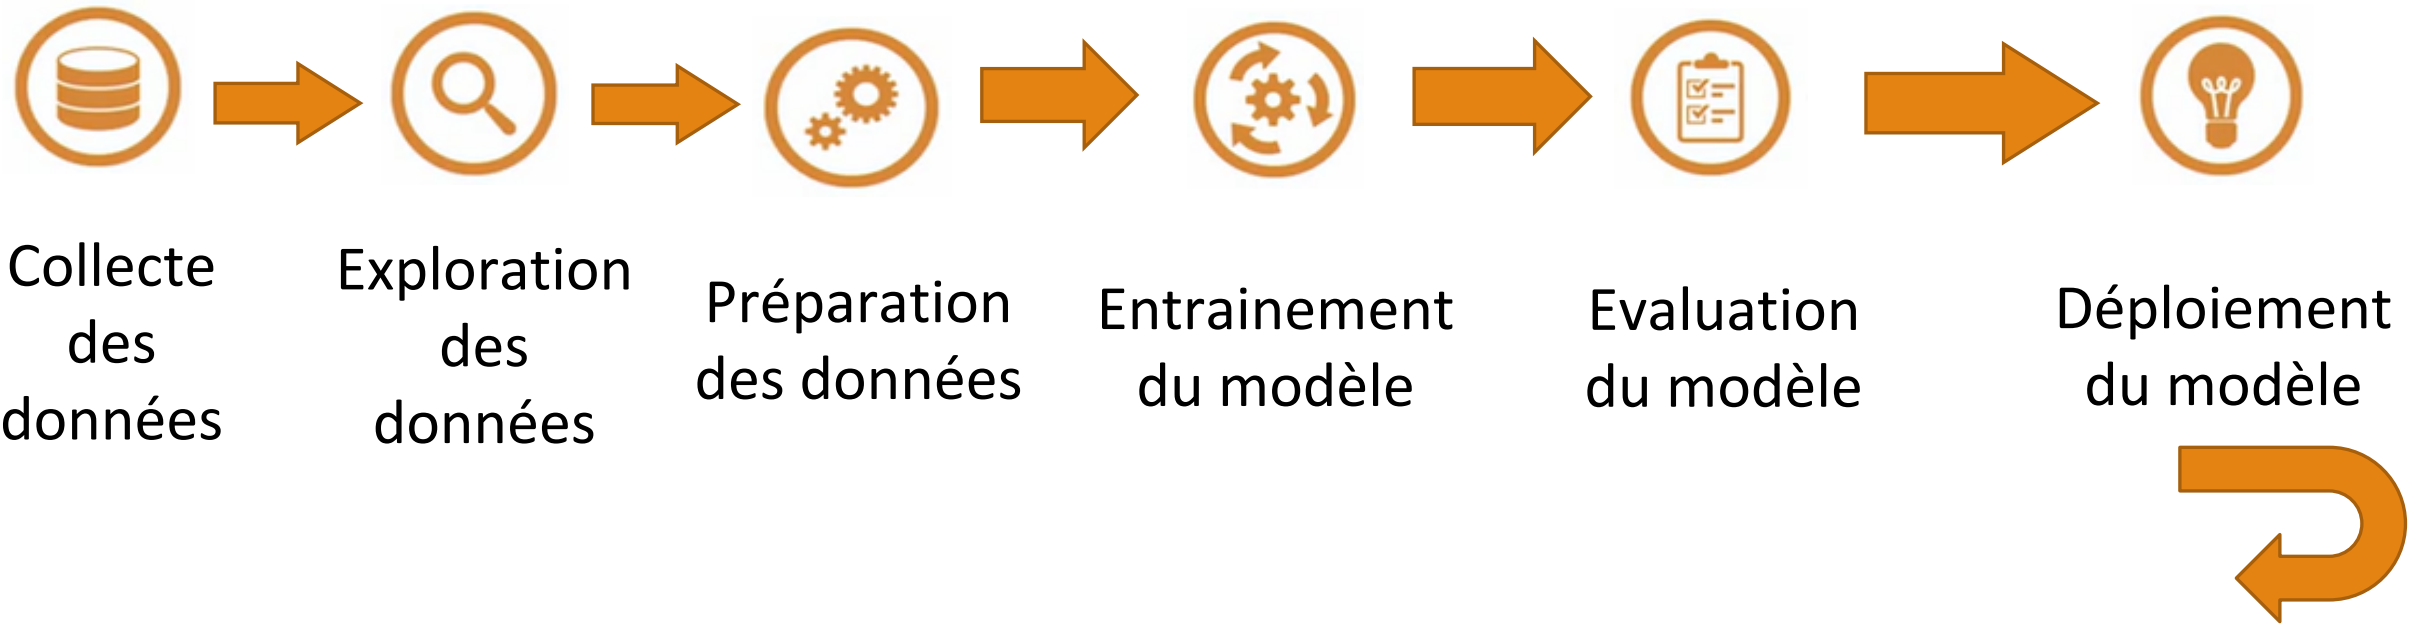 Collecte
des
données
Exploration
des
données
Préparation
des données
Entrainement
du modèle
Evaluation
du modèle
Déploiement
du modèle